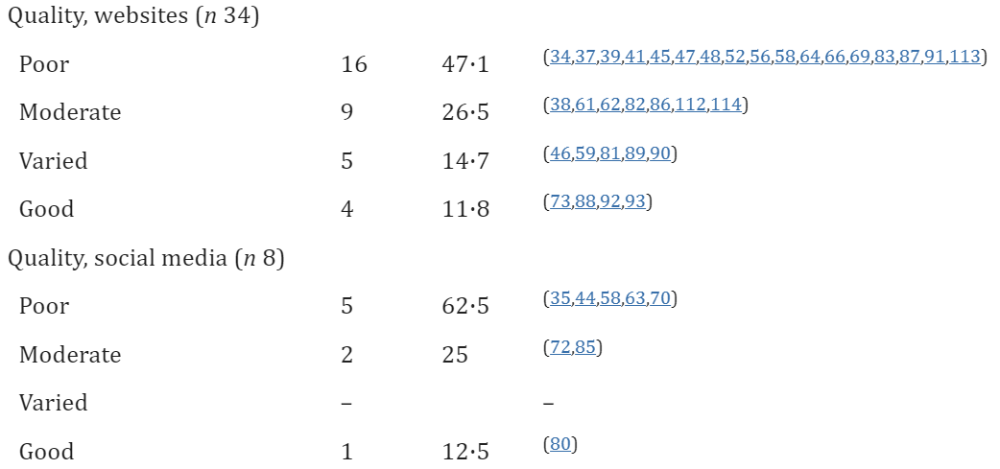 Quality, websites (n 34)
Poor 16 47·1 (34,37,39,41,45,47,48,52,56,58,64,66,69,83,87,91,113)
Moderate 9 26·5 (38,61,62,82,86,112,114)
Varied 5 14·7 (46,59,81,89,90)
Good 4 11·8 (73,88,92,93)
Quality, social media (n 8)
Poor 5 62·5 (35,44,58,63,70)
Moderate 2 25 (72,85)
Varied – –
Good 1 12·5 (80)